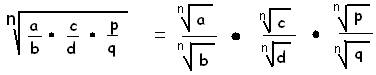 ⁿ√(a/b • c/d • p/q) = ⁿ√a/ⁿ√b • ⁿ√c/ⁿ√d • ⁿ√p/ⁿ√q